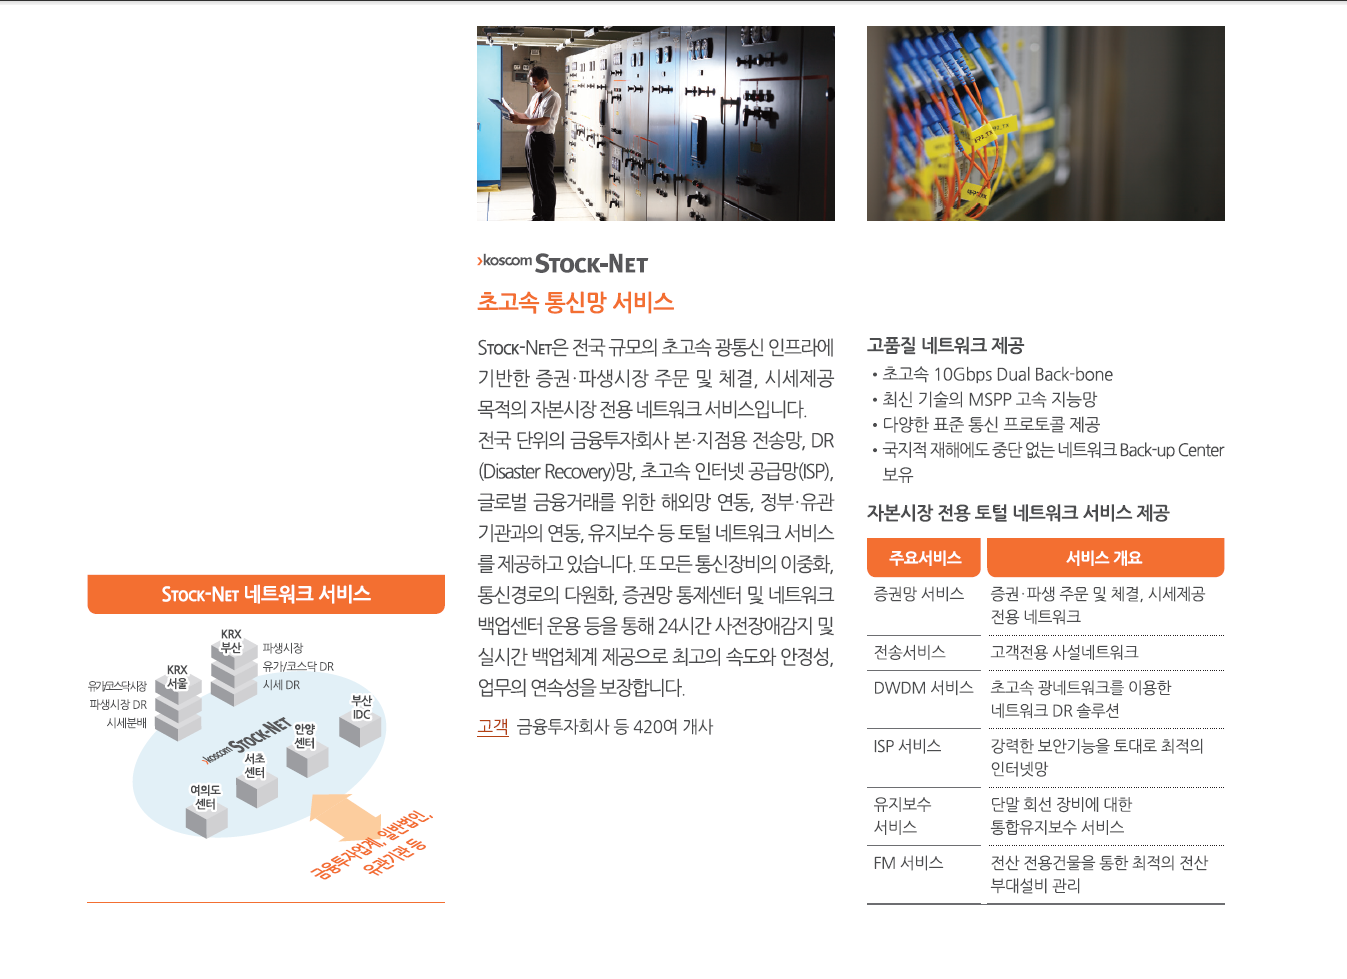 koscom STOCK-NET
초고속 통신망 서비스
STOCK-NET은 전국 규모의 초고속 광통신 인프라에
기반한 증권·파생시장 주문 및 체결, 시세제공
목적의 자본시장 전용 네트워크 서비스입니다.
전국 단위의 금융투자회사 본·지점용 전송망, DR
(Disaster Recovery)망, 초고속 인터넷 공급망(ISP),
글로벌 금융거래를 위한 해외망 연동, 정부·유관
기관과의 연동, 유지보수 등 토털 네트워크 서비스
를 제공하고 있습니다. 또 모든 통신장비의 이중화,
통신경로의 다원화, 증권망 통제센터 및 네트워크
백업센터 운용 등을 통해 24시간 사전장애감지 및
실시간 백업체계 제공으로 최고의 속도와 안정성,
업무의 연속성을 보장합니다.
고객 금융투자회사 등 420여 개사
고품질 네트워크 제공
• 초고속 10Gbps Dual Back-bone
• 최신 기술의 MSPP 고속 지능망
• 다양한 표준 통신 프로토콜 제공
• 국지적 재해에도 중단 없는 네트워크 Back-up Center
보유
자본시장 전용 토털 네트워크 서비스 제공
주요서비스 서비스 개요
증권망 서비스 증권·파생 주문 및 체결, 시세제공
전용 네트워크
전송서비스 고객전용 사설네트워크
DWDM 서비스 초고속 광네트워크를 이용한
네트워크 DR 솔루션
ISP 서비스 강력한 보안기능을 토대로 최적의
인터넷망
유지보수 단말 회선 장비에 대한
서비스 통합유지보수 서비스
FM 서비스 전산 전용건물을 통한 최적의 전산
부대설비 관리
STOCK-NET 네트워크 서비스
KRX
부산
파생시장
유가/코스닥 DR
시세 DR
KRX
서울
유가/코스닥시장
파생시장 DR
시세분배
부산
IDC
koscom STOCK-NET
안양
센터
서초
센터
여의도
센터
금융투자업계, 일반법인,
유관기관 등